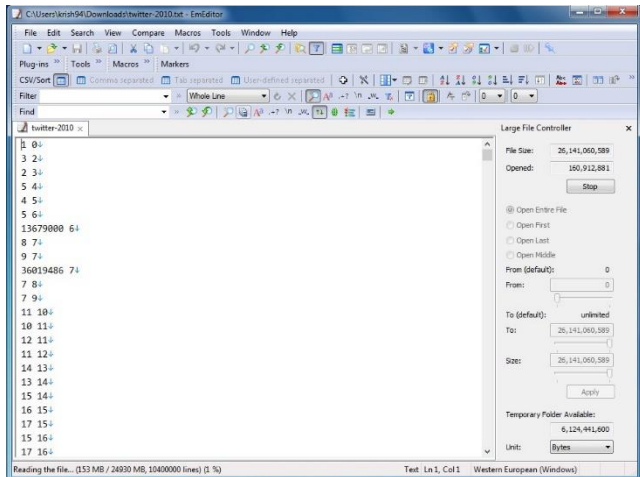 C:\Users\krish94\Downloads\twitter-2010.txt - EmEditor
File Edit Search View Compare Macros Tools Window Help
Plug-ins » Tools » Macros » Markers
CSV/Sort Comma separated Tab separated User-defined separated
Filter Whole Line 0 0
Find
twitter-2010
1 0↓
3 2↓
2 3↓
5 4↓
4 5↓
5 6↓
13679000 6↓
8 7↓
9 7↓
36019486 7↓
7 8↓
7 9↓
11 10↓
10 11↓
12 11↓
11 12↓
14 13↓
13 14↓
15 14↓
16 15↓
17 15↓
15 16↓
17 16↓
Large File Controller
File Size: 26,141,060,589
Opened: 160,912,881
Stop
Open Entire File
Open First
Open Last
Open Middle
From (default): 0
From: 0
To (default): unlimited
To: 26,141,060,589
Size: 26,141,060,589
Apply
Temporary Folder Available:
6,124,441,600
Unit: Bytes
Reading the file... (153 MB / 24930 MB, 10400000 lines) (1 %)
Text Ln 1, Col 1 Western European (Windows)